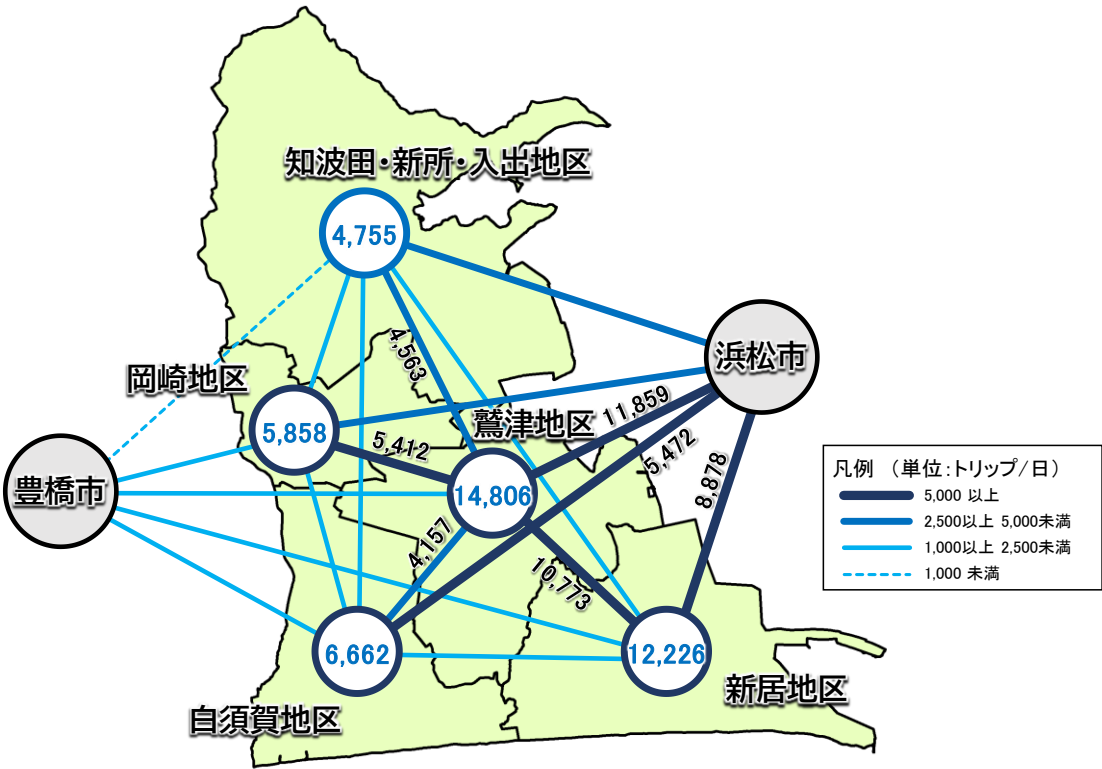 知波田・新所・入出地区
4,755
4,563
浜松市
岡崎地区
11,859
鷲津地区
5,858
5,412
5,472
8,878
豊橋市
14,806
凡例 （単位:トリップ/日）
5,000 以上
2,500以上 5,000未満
1,000以上 2,500未満
1,000 未満
4,157
10,773
6,662
12,226
新居地区
白須賀地区